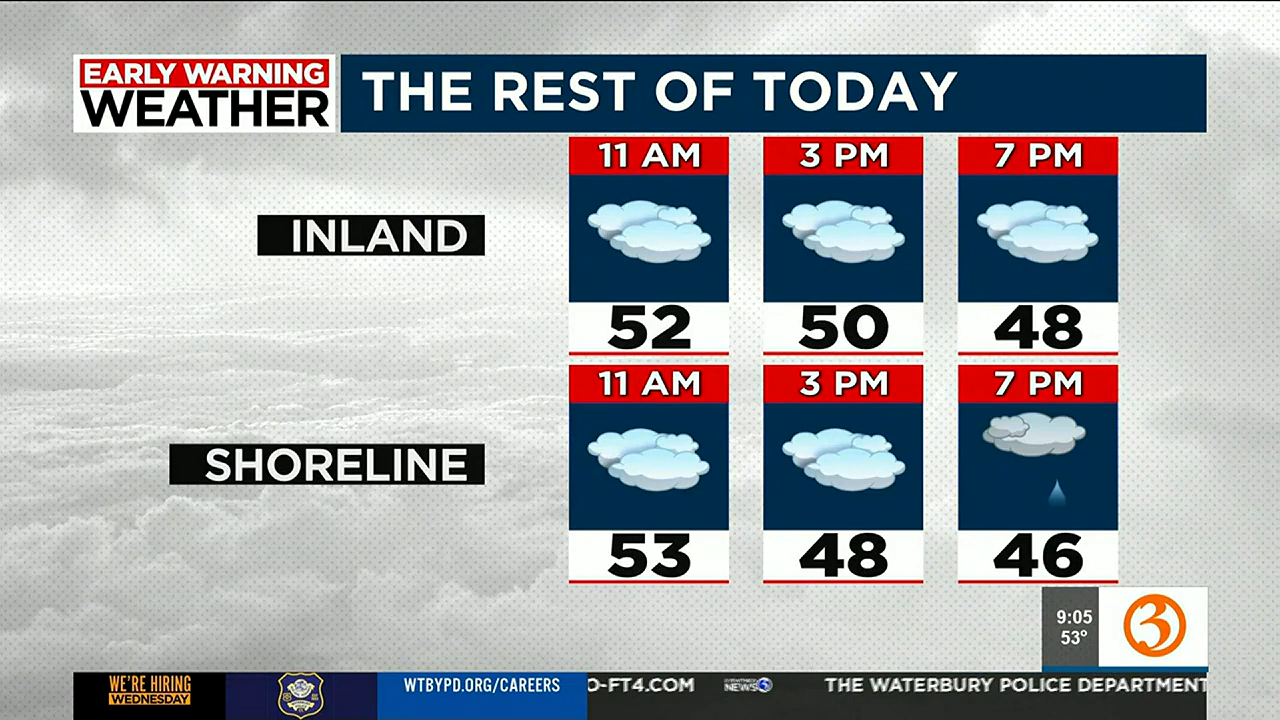 EARLY WARNING
WEATHER
THE REST OF TODAY
11 AM 3 PM 7 PM
INLAND
52 50 48
11 AM 3 PM 7 PM
SHORELINE
53 48 46
9:05
53°
3
WE'RE HIRING
WEDNESDAY
WTBYPD.ORG/CAREERS
O-FT4.COM
EYEWITNESS
NEWS 3
THE WATERBURY POLICE DEPARTMENT